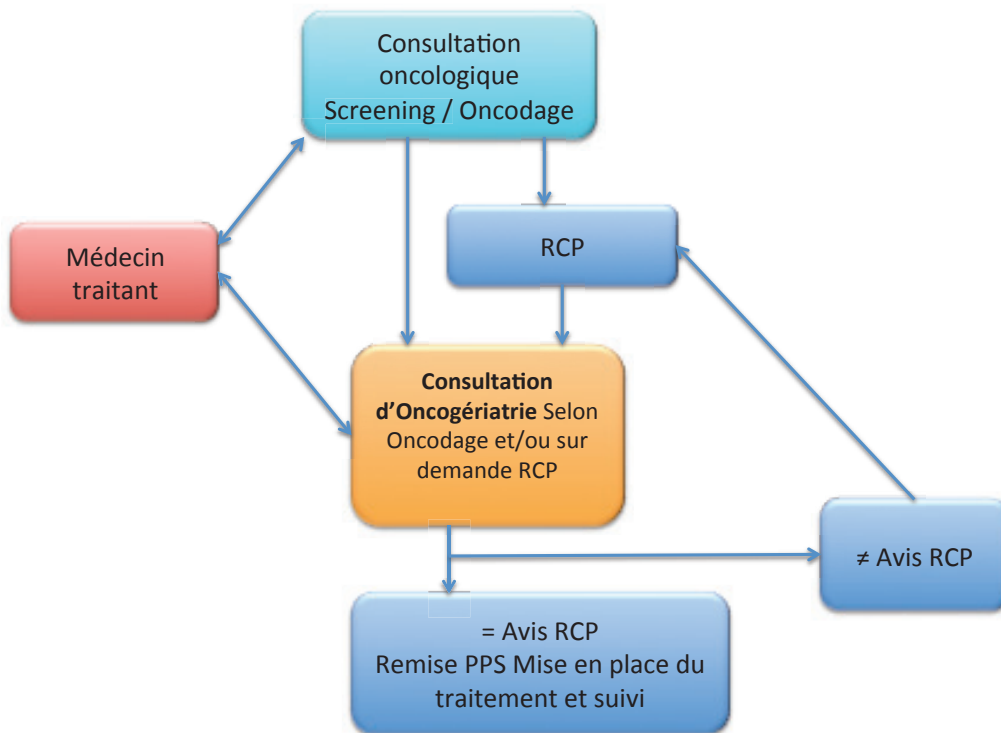 Consultation
oncologique
Screening / Oncodage
RCP
Médecin
traitant
Consultation
d’Oncogériatrie Selon
Oncodage et/ou sur
demande RCP
≠ Avis RCP
= Avis RCP
Remise PPS Mise en place du
traitement et suivi